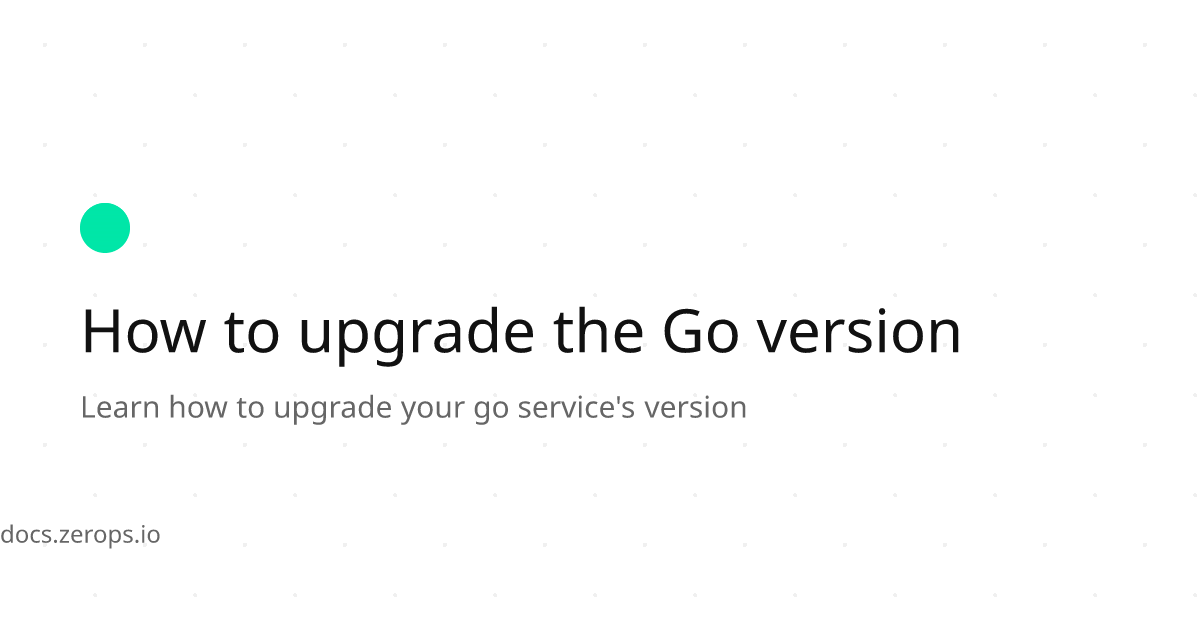 How to upgrade the Go version
Learn how to upgrade your go service's version
docs.zerops.io